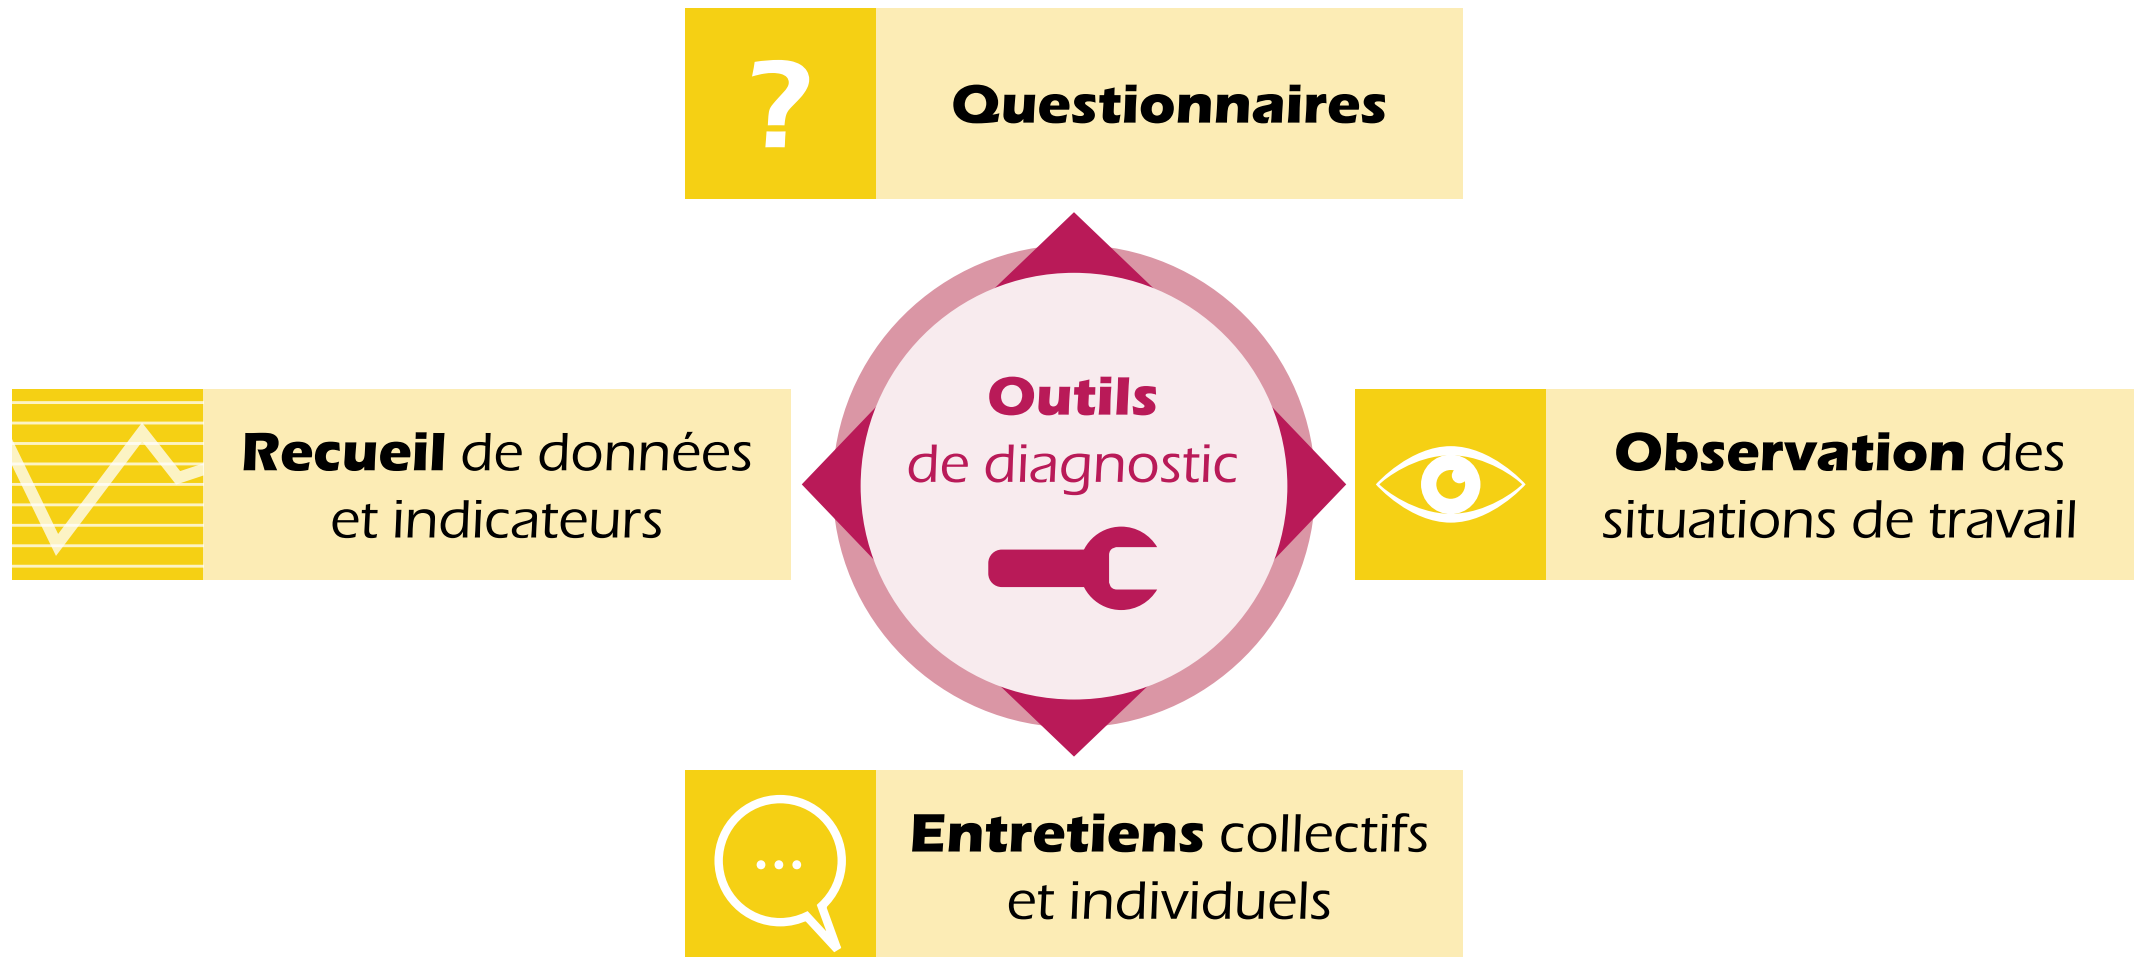 ?
Questionnaires
Recueil de données
et indicateurs
Outils
de diagnostic
Observation des
situations de travail
...
Entretiens collectifs
et individuels